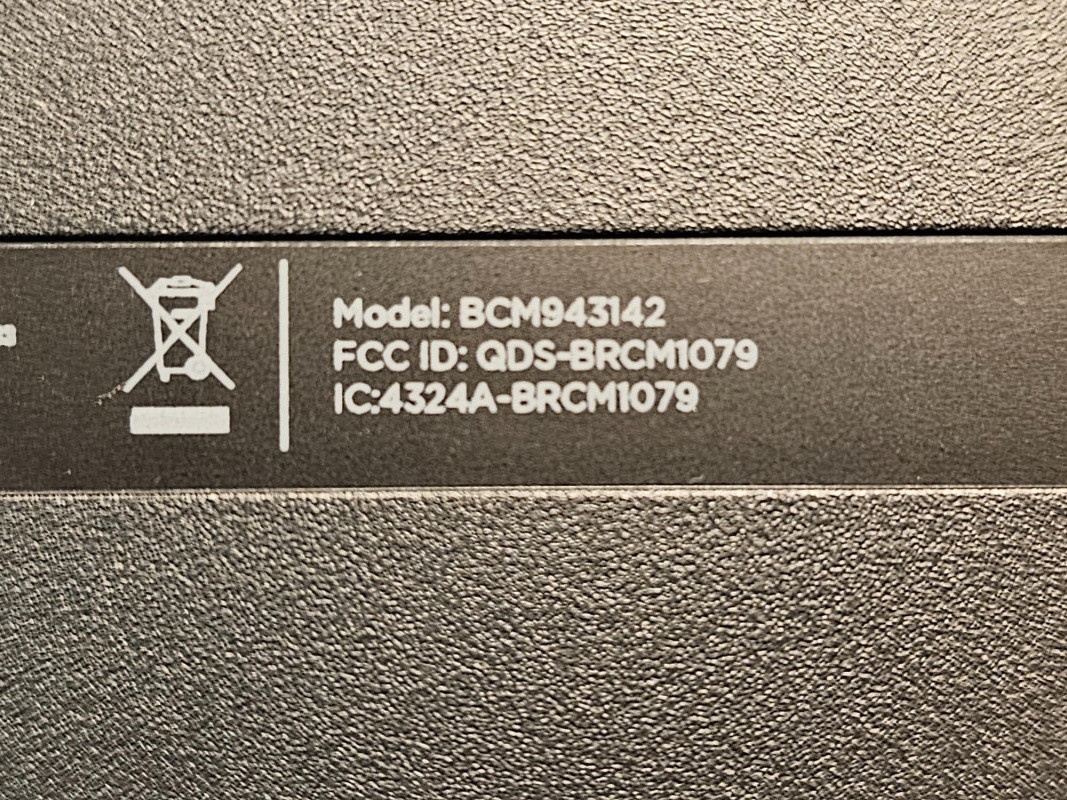 Model: BCM943142
FCC ID: QDS-BRCM1079
IC:4324A-BRCM1079